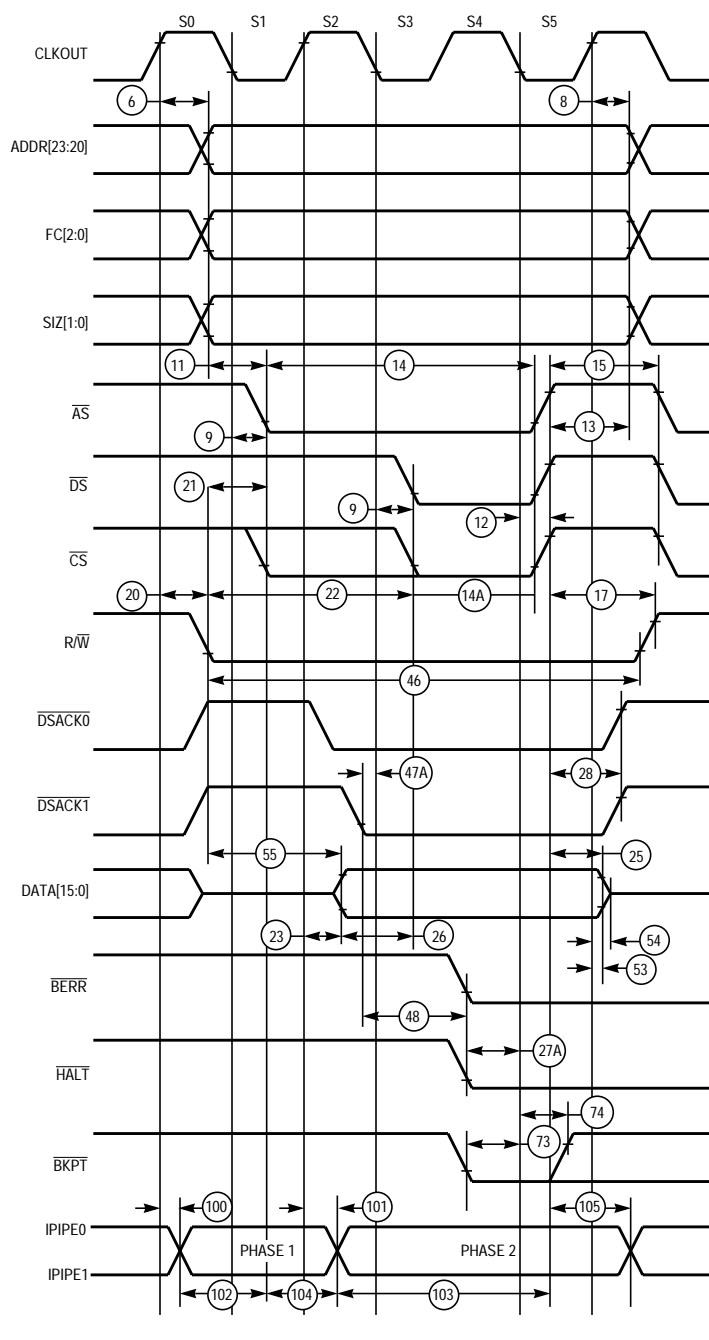 S0 S1 S2 S3 S4 S5
CLKOUT
6 8
ADDR[23:20]
FC[2:0]
SIZ[1:0]
11 14 15
AS
13
9
DS
21
9
12
CS
20 22 14A 17
R/W
46
DSACK0
47A 28
DSACK1
55 25
DATA[15:0]
23 26 54
53
BERR
48
27A
HALT
74
73
BKPT
100 101 105
IPIPE0
PHASE 1 PHASE 2
IPIPE1
102 104 103